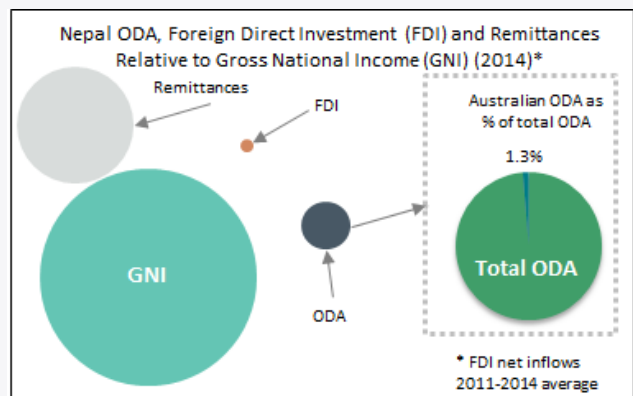 Nepal ODA, Foreign Direct Investment (FDI) and Remittances
Relative to Gross National Income (GNI) (2014)*
Remittances
FDI
GNI
ODA
Australian ODA as
% of total ODA
1.3%
Total ODA
* FDI net inflows
2011-2014 average